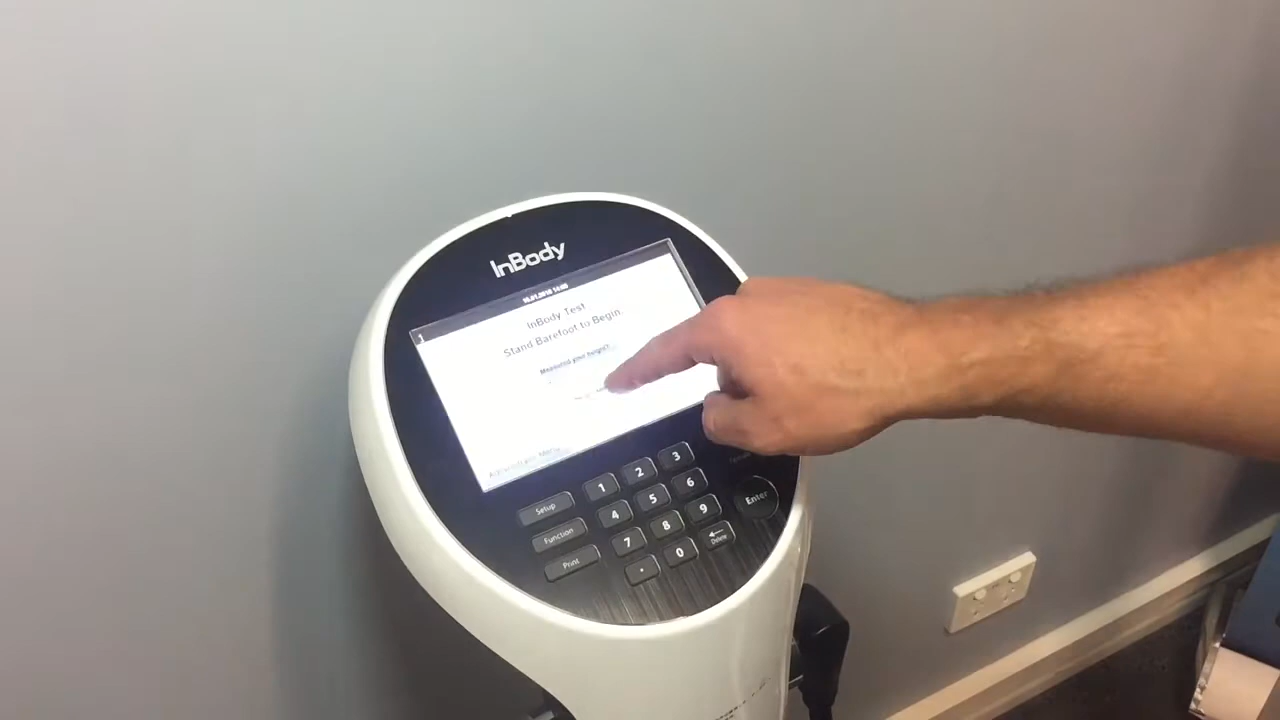 InBody
InBody Test
Stand Barefoot to Begin.
Measured your height?
1 2 3
Setup 4 5 6 Enter
Function 7 8 9
Print . 0 Delete